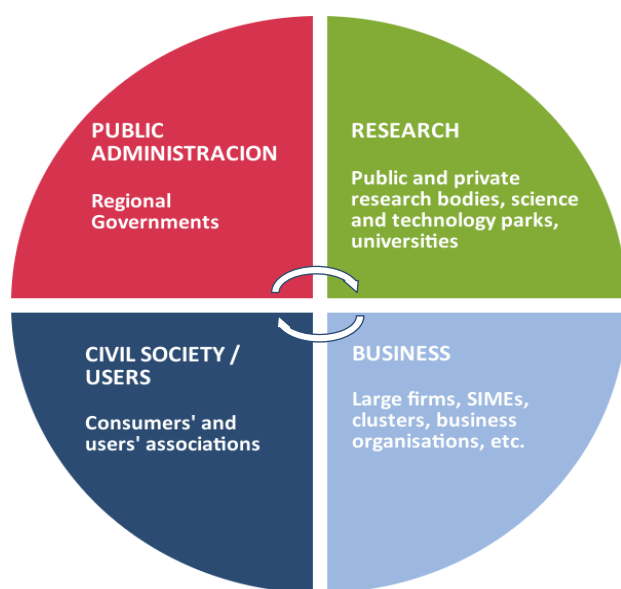 PUBLIC
ADMINISTRACION
Regional
Governments
RESEARCH
Public and private
research bodies, science
and technology parks,
universities
CIVIL SOCIETY /
USERS
Consumers' and
users' associations
BUSINESS
Large firms, SIMEs,
clusters, business
organisations, etc.